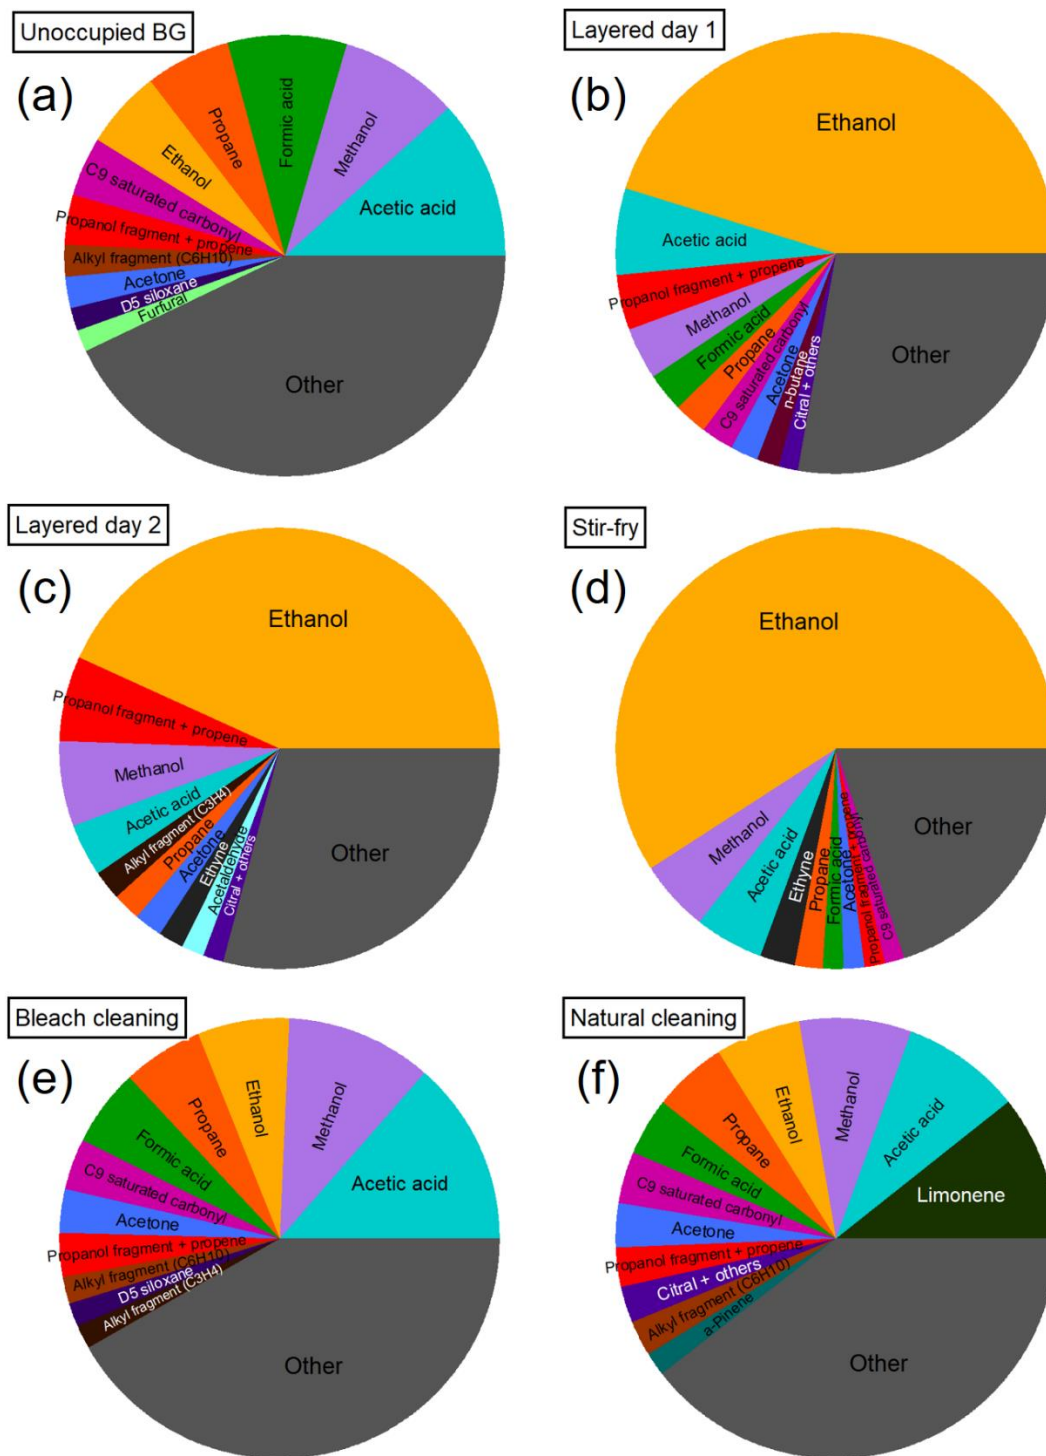 Unoccupied BG
(a)
Acetic acid
Methanol
Formic acid
Propane
Ethanol
C9 saturated carbonyl
Propanol fragment + propene
Alkyl fragment (C6H10)
Acetone
D5 siloxane
Furfural
Other
Layered day 1
(b)
Ethanol
Acetic acid
Propanol fragment + propene
Methanol
Formic acid
Propane
C9 saturated carbonyl
Acetone
n-butane
Citral + others
Other
Layered day 2
(c)
Ethanol
Propanol fragment + propene
Methanol
Acetic acid
Alkyl fragment (C3H4)
Propane
Acetone
Ethyne
Acetaldehyde
Citral + others
Other
Stir-fry
(d)
Ethanol
Methanol
Acetic acid
Ethyne
Propane
Formic acid
Acetone
Propanol fragment + propene
C9 saturated carbonyl
Other
Bleach cleaning
(e)
Acetic acid
Methanol
Ethanol
Propane
Formic acid
C9 saturated carbonyl
Acetone
Propanol fragment + propene
Alkyl fragment (C6H10)
D5 siloxane
Alkyl fragment (C3H4)
Other
Natural cleaning
(f)
Limonene
Acetic acid
Methanol
Ethanol
Propane
Formic acid
C9 saturated carbonyl
Acetone
Propanol fragment + propene
Citral + others
Alkyl fragment (C6H10)
a-Pinene
Other